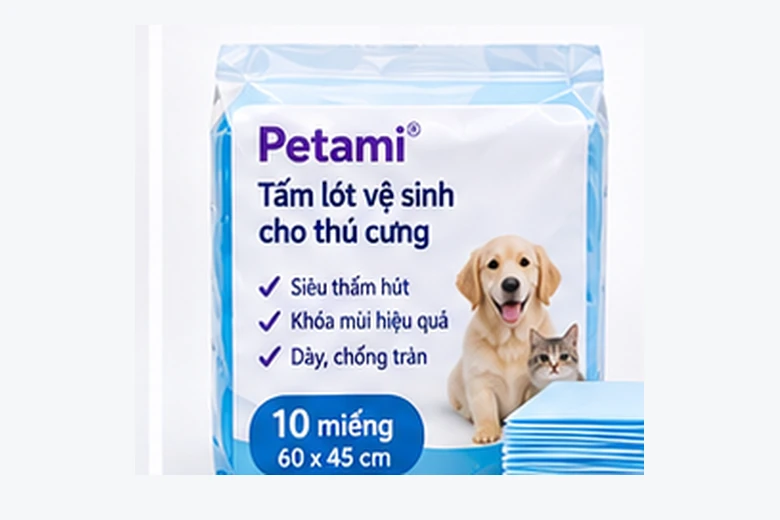 Petami®
Tấm lót vệ sinh
cho thú cưng
Siêu thấm hút
Khóa mùi hiệu quả
Dày, chống tràn
10 miếng
60 x 45 cm